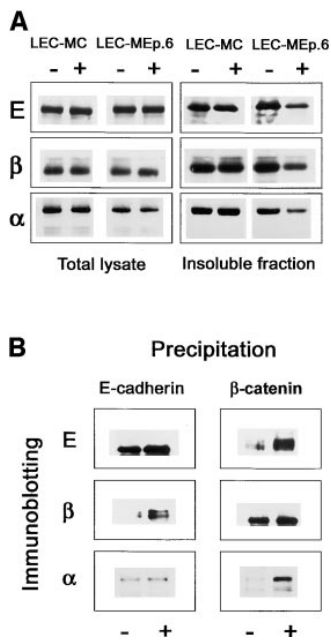 A
LEC-MC LEC-MEp.6 LEC-MC LEC-MEp.6
- + - + - + - +
E
β
α
Total lysate Insoluble fraction
B
Precipitation
E-cadherin β-catenin
Immunoblotting
E
β
α
- + - +